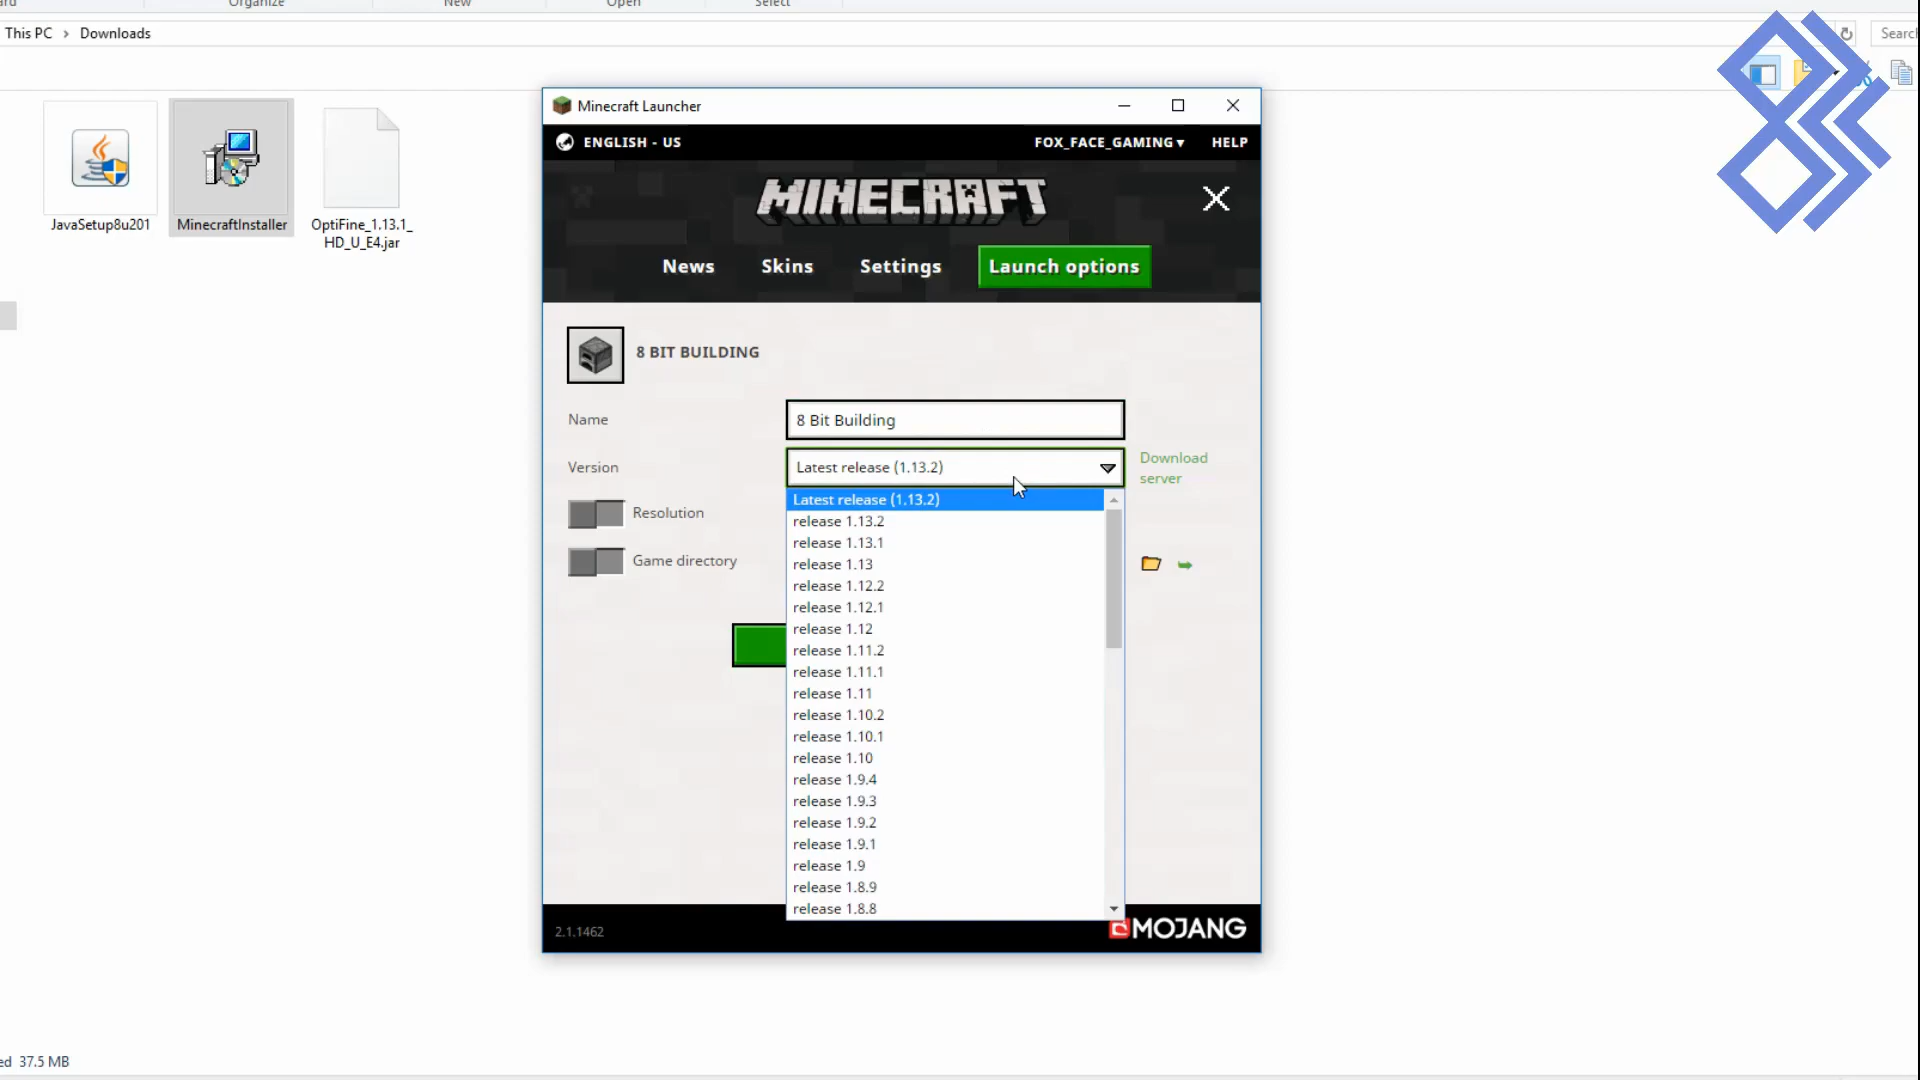 Organize
New
Open
Select
This PC > Downloads
JavaSetup8u201
MinecraftInstaller
OptiFine_1.13.1_
HD_U_E4.jar
Minecraft Launcher
ENGLISH - US
FOX_FACE_GAMING
HELP
MINECRAFT
News
Skins
Settings
Launch options
8 BIT BUILDING
Name
8 Bit Building
Version
Latest release (1.13.2)
Download
server
Latest release (1.13.2)
Resolution
release 1.13.2
release 1.13.1
Game directory
release 1.13
release 1.12.2
release 1.12.1
release 1.12
release 1.11.2
release 1.11.1
release 1.11
release 1.10.2
release 1.10.1
release 1.10
release 1.9.4
release 1.9.3
release 1.9.2
release 1.9.1
release 1.9
release 1.8.9
release 1.8.8
2.1.1462
MOJANG
37.5 MB